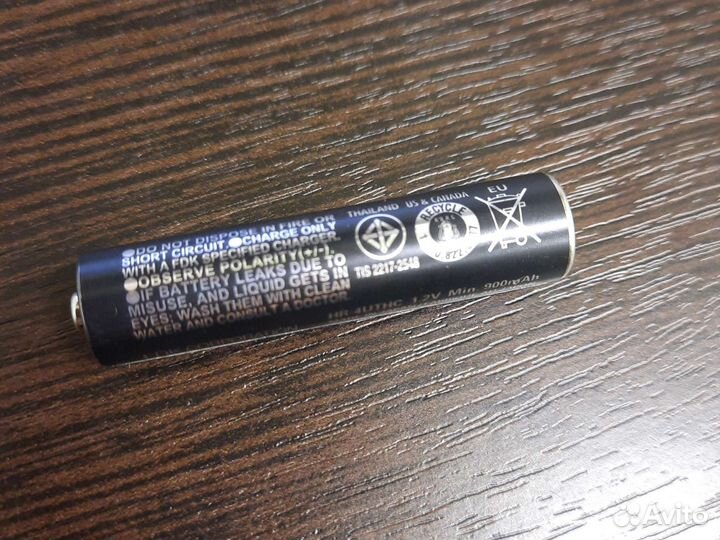 ● DO NOT DISPOSE IN FIRE OR
SHORT CIRCUIT. ● CHARGE ONLY
WITH A FDK SPECIFIED CHARGER.
● OBSERVE POLARITY(+/-).
● IF BATTERY LEAKS DUE TO
MISUSE, AND LIQUID GETS IN
EYES, WASH THEM WITH CLEAN
WATER AND CONSULT A DOCTOR.
THAILAND
TIS 2217-2548
US & CANADA
RECYCLE
EU
HR-4UTHC 1.2V Min. 900mAh
Avito